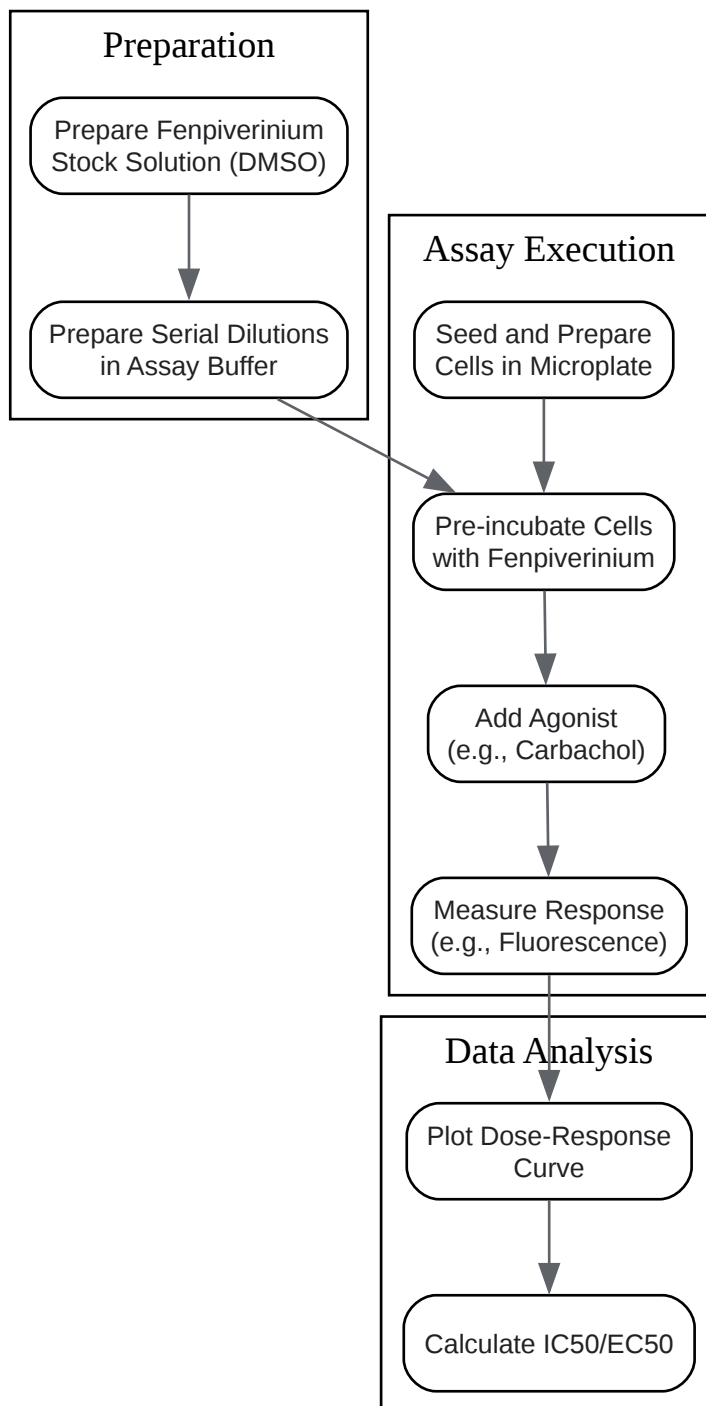 Preparation
Prepare Fenpiverinium
Stock Solution (DMSO)
Prepare Serial Dilutions
in Assay Buffer
Assay Execution
Seed and Prepare
Cells in Microplate
Pre-incubate Cells
with Fenpiverinium
Add Agonist
(e.g., Carbachol)
Measure Response
(e.g., Fluorescence)
Data Analysis
Plot Dose-Response
Curve
Calculate IC50/EC50